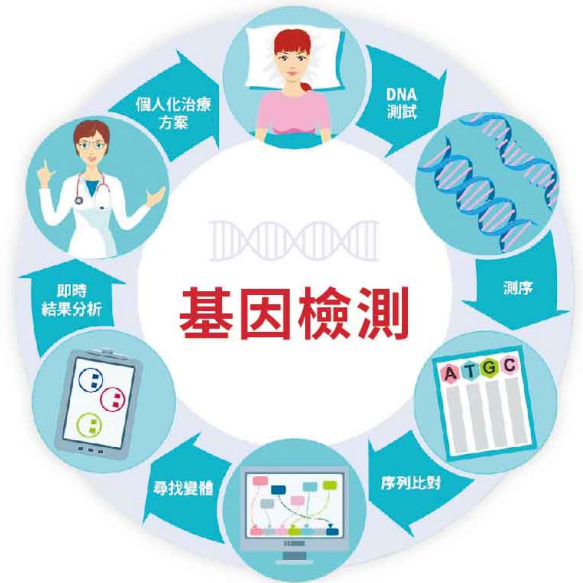 基因檢測
DNA
測試
測序
A T G C
序列比對
尋找變體
即時
結果分析
個人化治療
方案